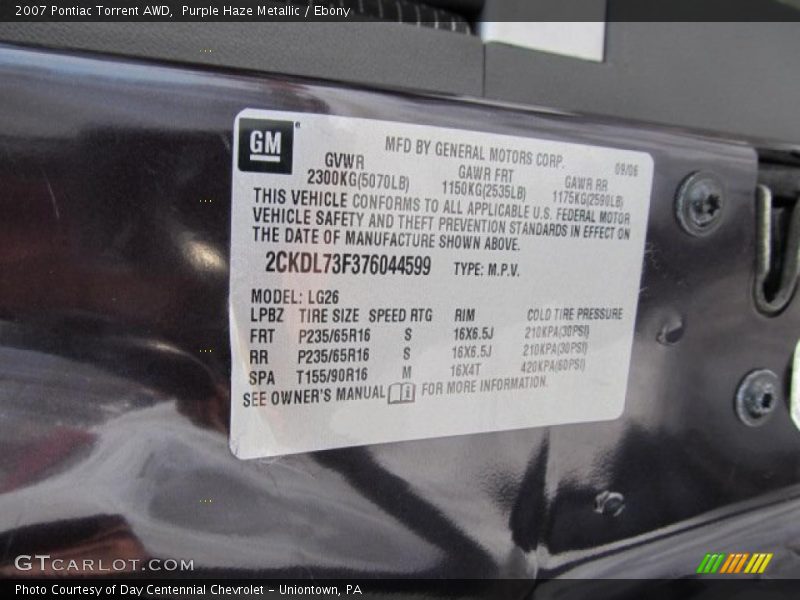 2007 Pontiac Torrent AWD, Purple Haze Metallic / Ebony
GM
MFD BY GENERAL MOTORS CORP. 09/06
GVWR GAWR FRT GAWR RR
2300KG(5070LB) 1150KG(2535LB) 1175KG(2590LB)
THIS VEHICLE CONFORMS TO ALL APPLICABLE U.S. FEDERAL MOTOR
VEHICLE SAFETY AND THEFT PREVENTION STANDARDS IN EFFECT ON
THE DATE OF MANUFACTURE SHOWN ABOVE.
2CKDL73F376044599 TYPE: M.P.V.
MODEL: LG26
LPBZ TIRE SIZE SPEED RTG RIM COLD TIRE PRESSURE
FRT P235/65R16 S 16X6.5J 210KPA(30PSI)
RR P235/65R16 S 16X6.5J 210KPA(30PSI)
SPA T155/90R16 M 16X4T 420KPA(60PSI)
SEE OWNER'S MANUAL FOR MORE INFORMATION.
GTCARLOT.COM
Photo Courtesy of Day Centennial Chevrolet - Uniontown, PA